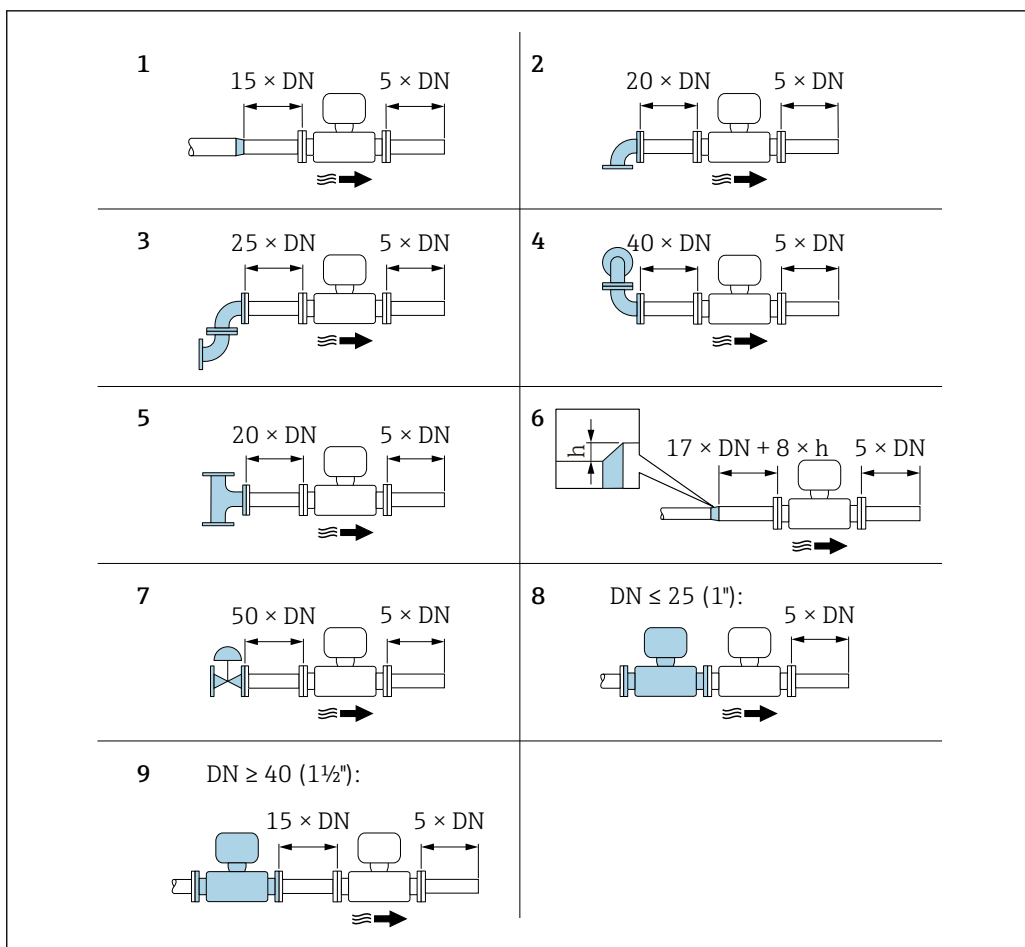 1
15 × DN 5 × DN
2
20 × DN 5 × DN
3
25 × DN 5 × DN
4
40 × DN 5 × DN
5
20 × DN 5 × DN
6
h
17 × DN + 8 × h 5 × DN
7
50 × DN 5 × DN
8 DN ≤ 25 (1"):
5 × DN
9 DN ≥ 40 (1½"):
15 × DN 5 × DN